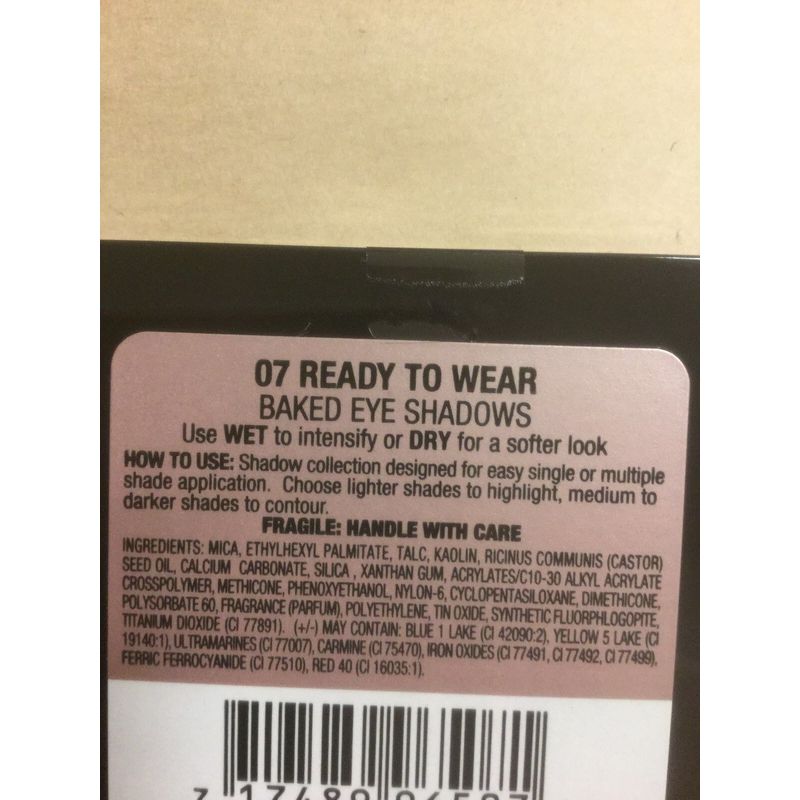 07 READY TO WEAR
BAKED EYE SHADOWS
Use WET to intensify or DRY for a softer look
HOW TO USE: Shadow collection designed for easy single or multiple
shade application. Choose lighter shades to highlight, medium to
darker shades to contour.
FRAGILE: HANDLE WITH CARE
INGREDIENTS: MICA, ETHYLHEXYL PALMITATE, TALC, KAOLIN, RICINUS COMMUNIS (CASTOR)
SEED OIL, CALCIUM CARBONATE, SILICA , XANTHAN GUM, ACRYLATES/C10-30 ALKYL ACRYLATE
CROSSPOLYMER, METHICONE, PHENOXYETHANOL, NYLON-6, CYCLOPENTASILOXANE, DIMETHICONE,
POLYSORBATE 60, FRAGRANCE (PARFUM), POLYETHYLENE, TIN OXIDE, SYNTHETIC FLUORPHLOGOPITE,
TITANIUM DIOXIDE (CI 77891). (+/-) MAY CONTAIN: BLUE 1 LAKE (CI 42090:2), YELLOW 5 LAKE (CI
19140:1), ULTRAMARINES (CI 77007), CARMINE (CI 75470), IRON OXIDES (CI 77491, CI 77492, CI 77499),
FERRIC FERROCYANIDE (CI 77510), RED 40 (CI 16035:1).